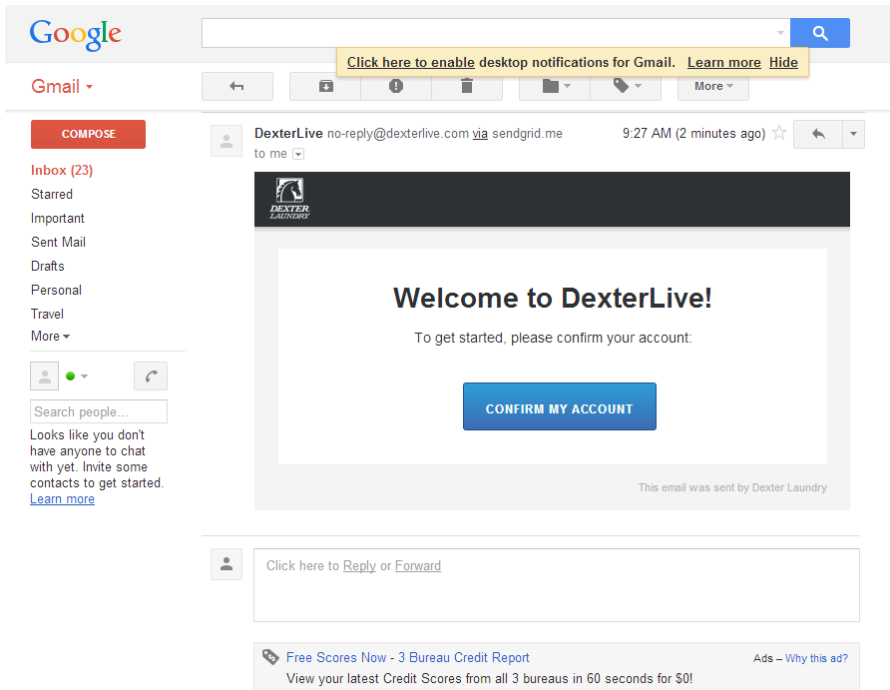 Google
Click here to enable desktop notifications for Gmail. Learn more Hide
Gmail
More
COMPOSE
Inbox (23)
Starred
Important
Sent Mail
Drafts
Personal
Travel
More
Search people...
Looks like you don't
have anyone to chat
with yet. Invite some
contacts to get started.
Learn more
DexterLive no-reply@dexterlive.com via sendgrid.me 9:27 AM (2 minutes ago)
to me
DEXTER
LAUNDRY
Welcome to DexterLive!
To get started, please confirm your account:
CONFIRM MY ACCOUNT
This email was sent by Dexter Laundry
Click here to Reply or Forward
Free Scores Now - 3 Bureau Credit Report Ads – Why this ad?
View your latest Credit Scores from all 3 bureaus in 60 seconds for $0!